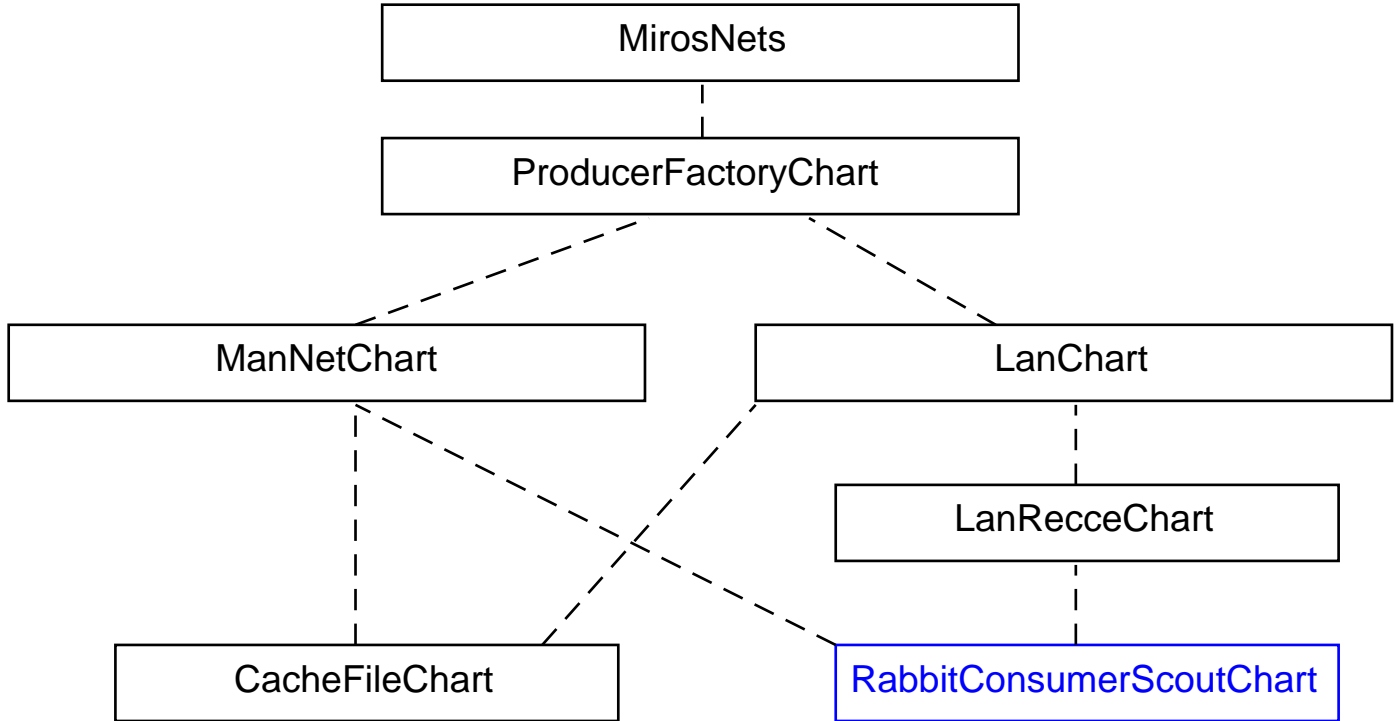 MirosNets
ProducerFactoryChart
ManNetChart
LanChart
LanRecceChart
CacheFileChart
RabbitConsumerScoutChart